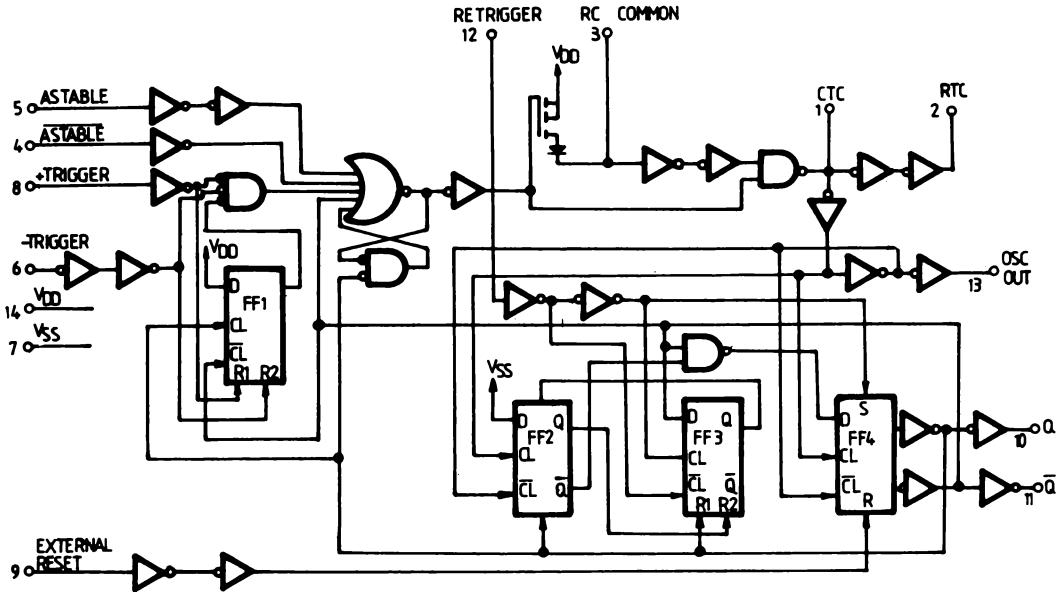 RETRIGGER
12
RC COMMON
3
VDD
5 ASTABLE
4 ASTABLE
8 +TRIGGER
-TRIGGER
6
VDD
14
VSS
7
VDD
D
FF1
CL
CL
R1 R2
CTC
1
RTC
2
OSC
OUT
13
VSS
D Q
FF2
CL
CL Q
D Q
FF3
CL
CL Q
R1 R2
S
D
FF4
CL
CL
R
Q
10
Q
11
EXTERNAL
RESET
9